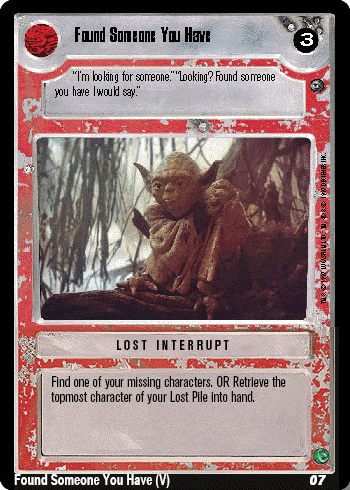 Found Someone You Have
3
"I'm looking for someone." "Looking? Found someone
you have I would say."
LOST INTERRUPT
Find one of your missing characters. OR Retrieve the
topmost character of your Lost Pile into hand.
Found Someone You Have (V)
07